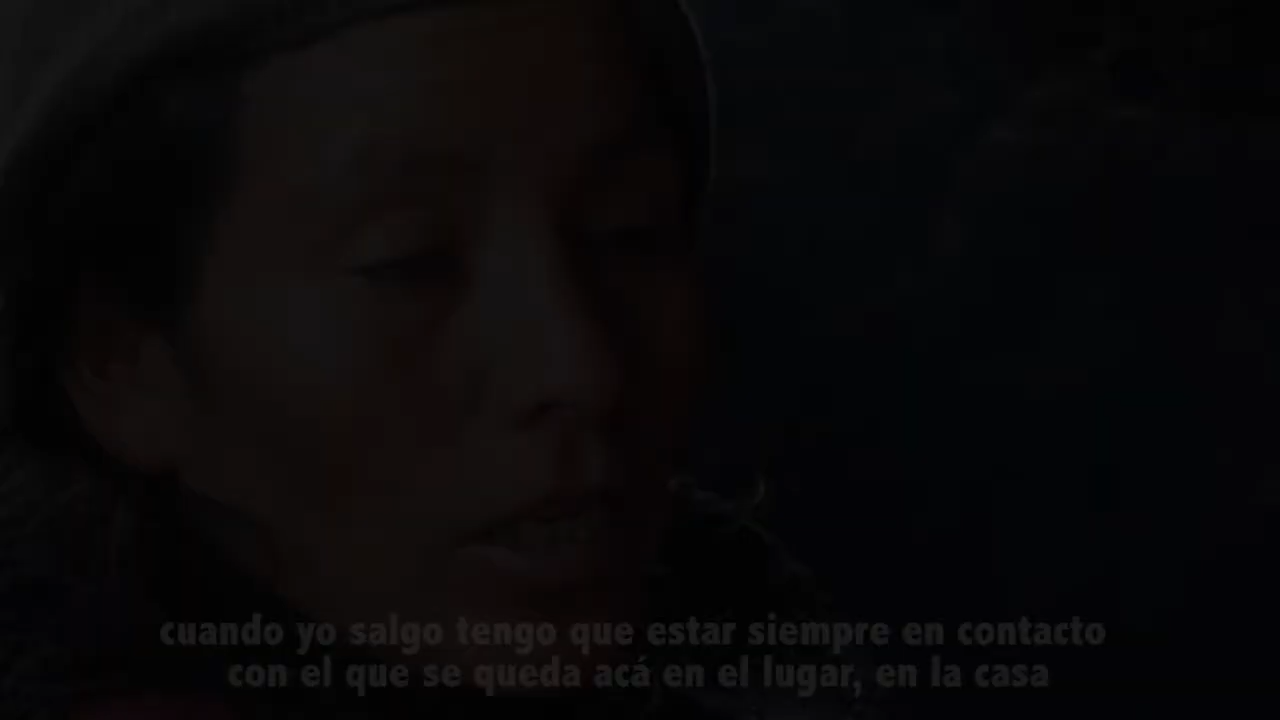 cuando yo salgo tengo que estar siempre en contacto
con el que se queda acá en el lugar, en la casa